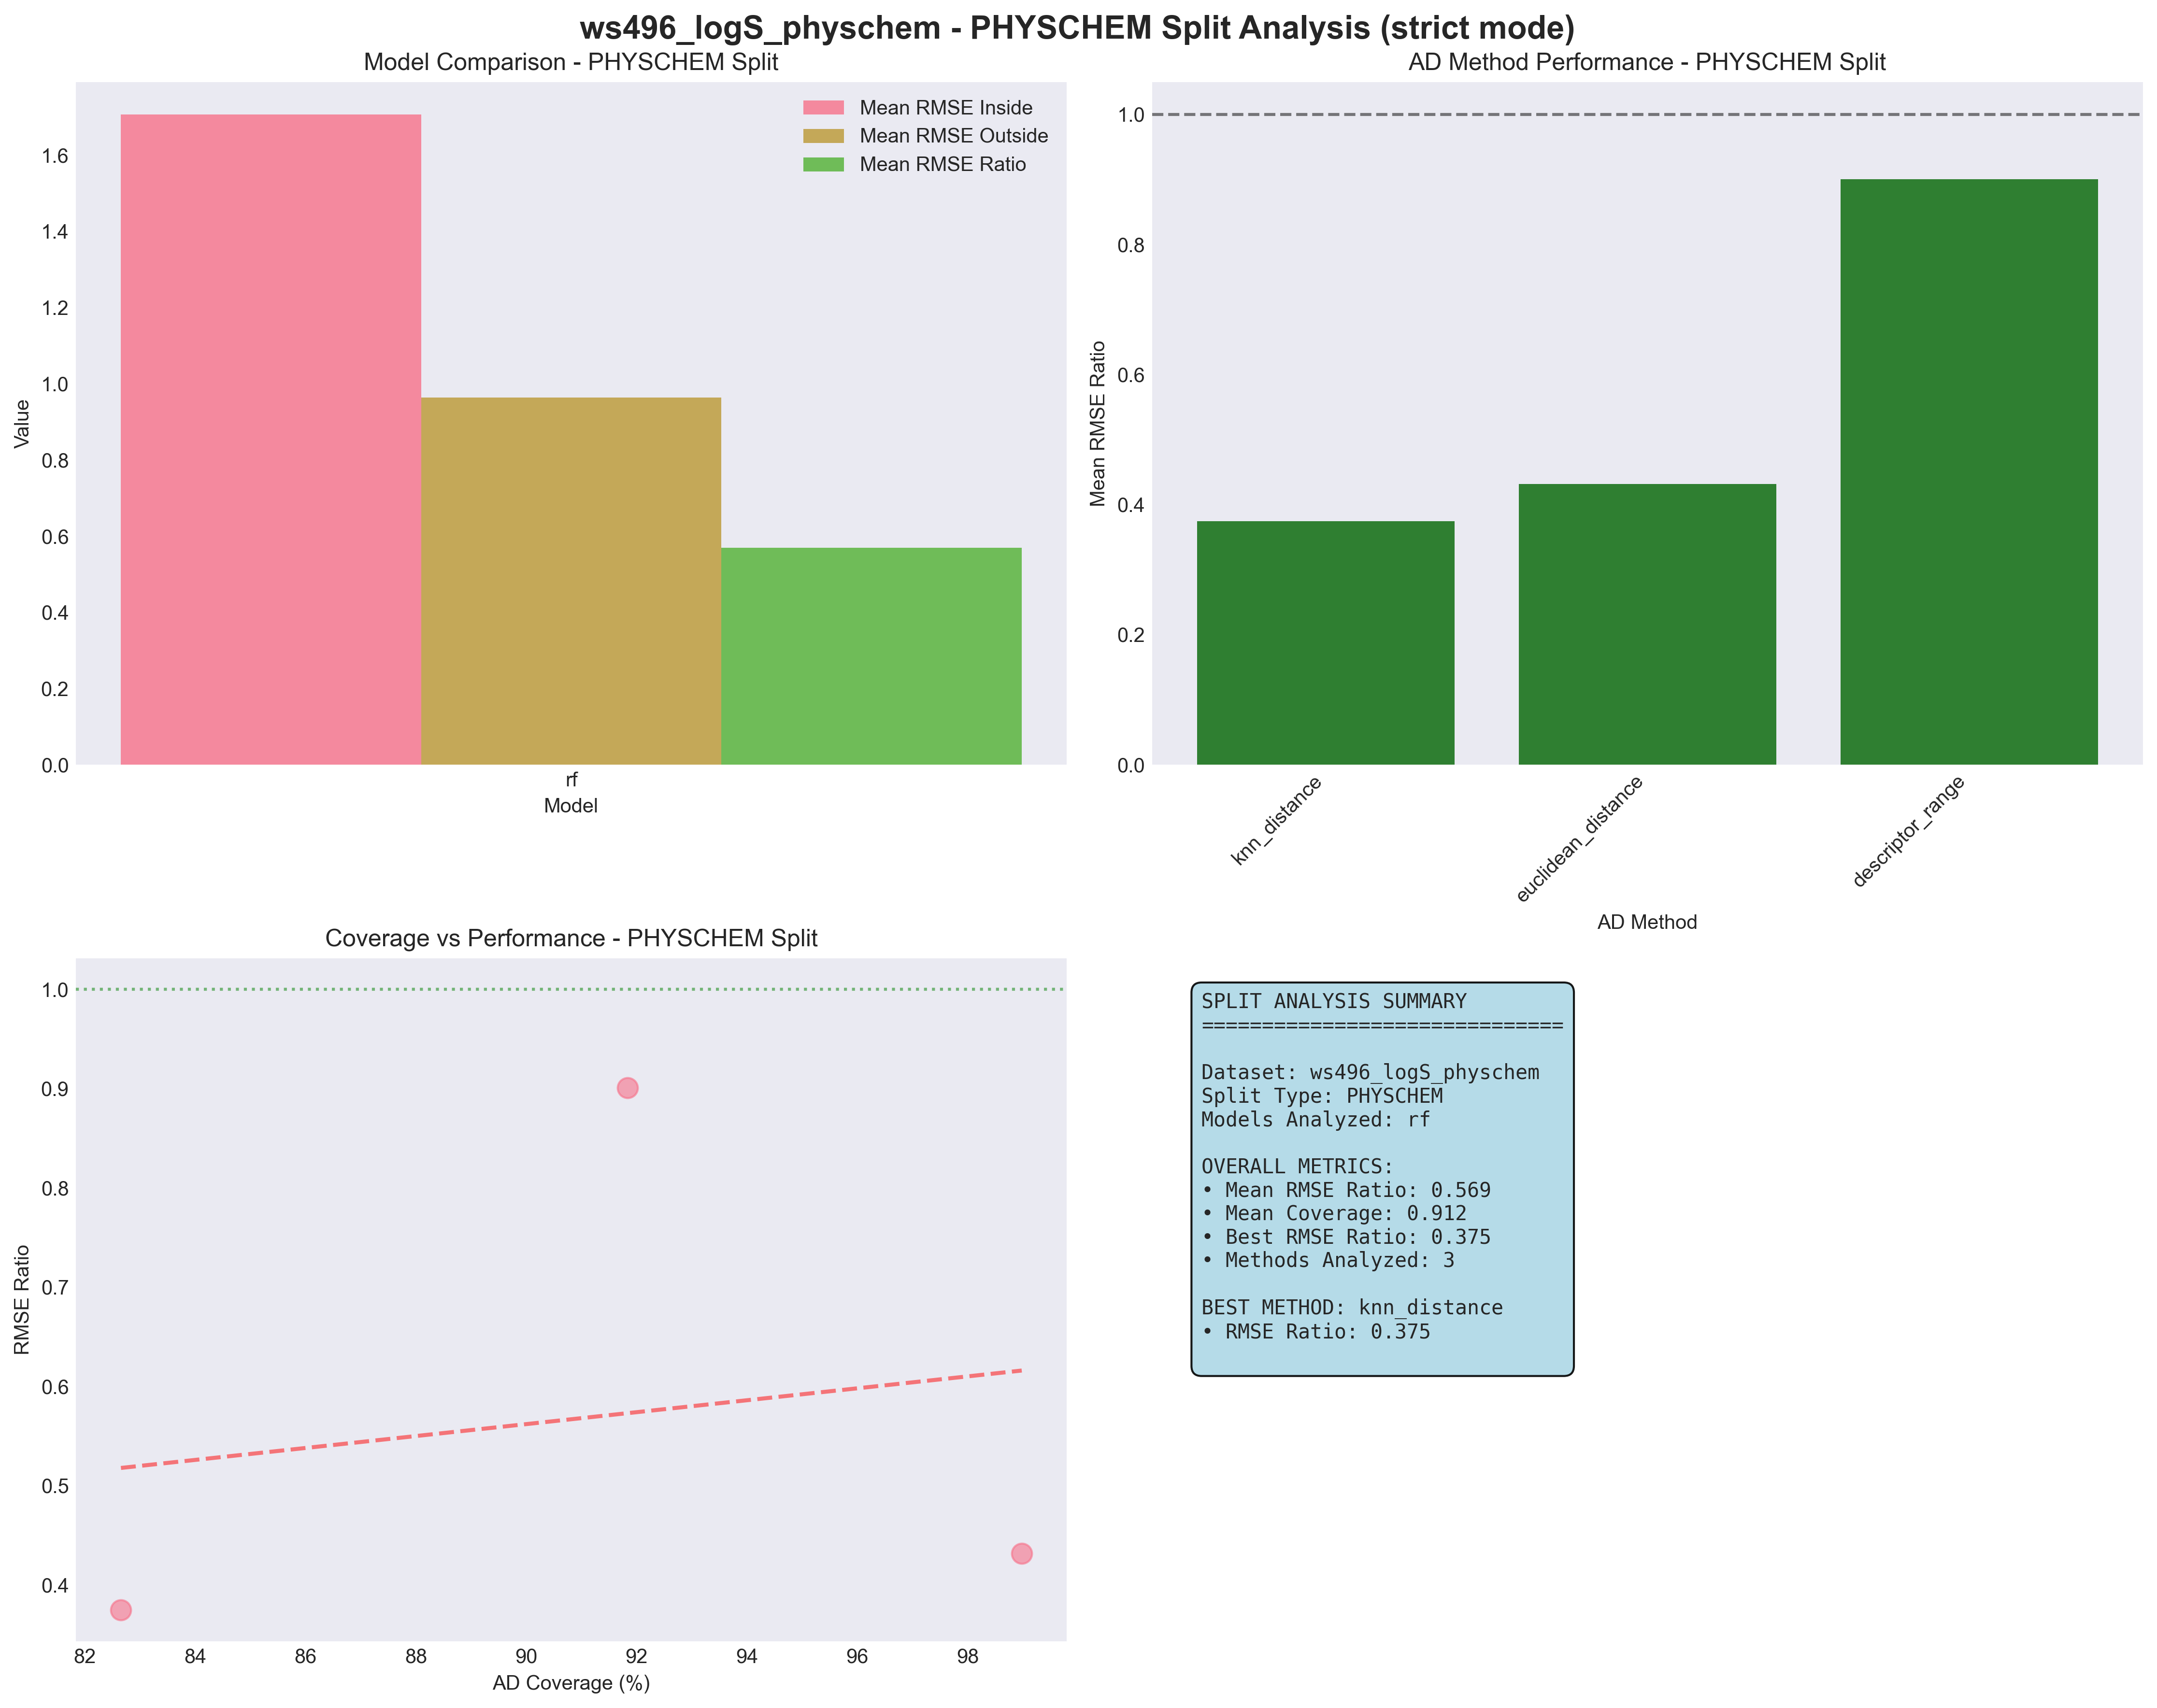 ws496_logS_physchem - PHYSCHEM Split Analysis (strict mode)
Model Comparison - PHYSCHEM Split
Mean RMSE Inside
Mean RMSE Outside
Mean RMSE Ratio
Value
1.6
1.4
1.2
1.0
0.8
0.6
0.4
0.2
0.0
rf
Model
AD Method Performance - PHYSCHEM Split
Mean RMSE Ratio
1.0
0.8
0.6
0.4
0.2
0.0
knn_distance
euclidean_distance
descriptor_range
AD Method
Coverage vs Performance - PHYSCHEM Split
RMSE Ratio
1.0
0.9
0.8
0.7
0.6
0.5
0.4
82 84 86 88 90 92 94 96 98
AD Coverage (%)
SPLIT ANALYSIS SUMMARY
==============================
Dataset: ws496_logS_physchem
Split Type: PHYSCHEM
Models Analyzed: rf
OVERALL METRICS:
• Mean RMSE Ratio: 0.569
• Mean Coverage: 0.912
• Best RMSE Ratio: 0.375
• Methods Analyzed: 3
BEST METHOD: knn_distance
• RMSE Ratio: 0.375